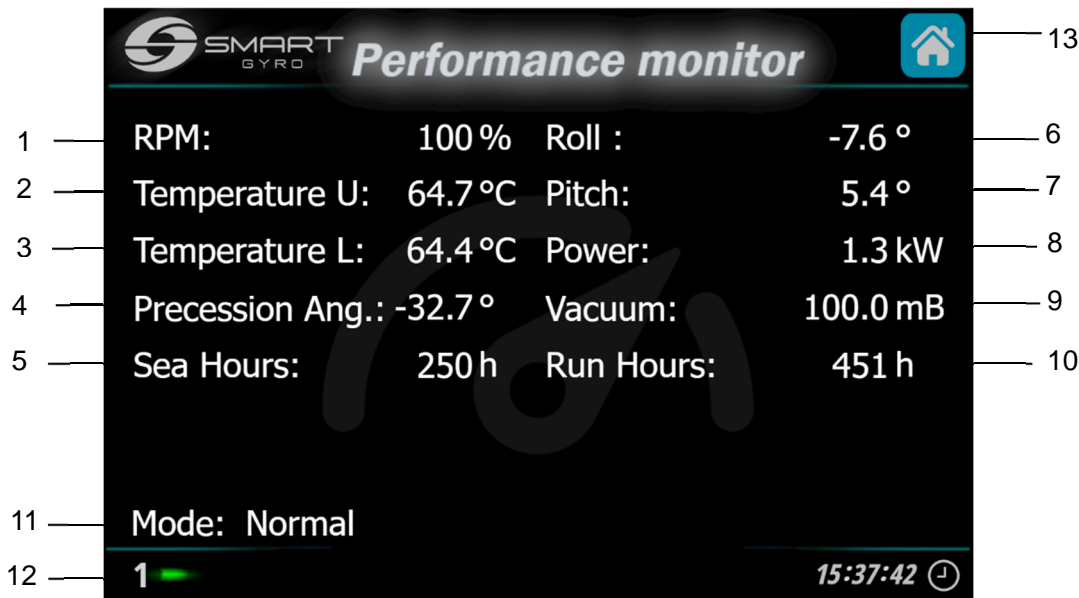 SMART
GYRO
Performance monitor
13
1 RPM: 100 % Roll : -7.6 ° 6
2 Temperature U: 64.7 °C Pitch: 5.4 ° 7
3 Temperature L: 64.4 °C Power: 1.3 kW 8
4 Precession Ang.: -32.7 ° Vacuum: 100.0 mB 9
5 Sea Hours: 250 h Run Hours: 451 h 10
11 Mode: Normal
12 1 15:37:42